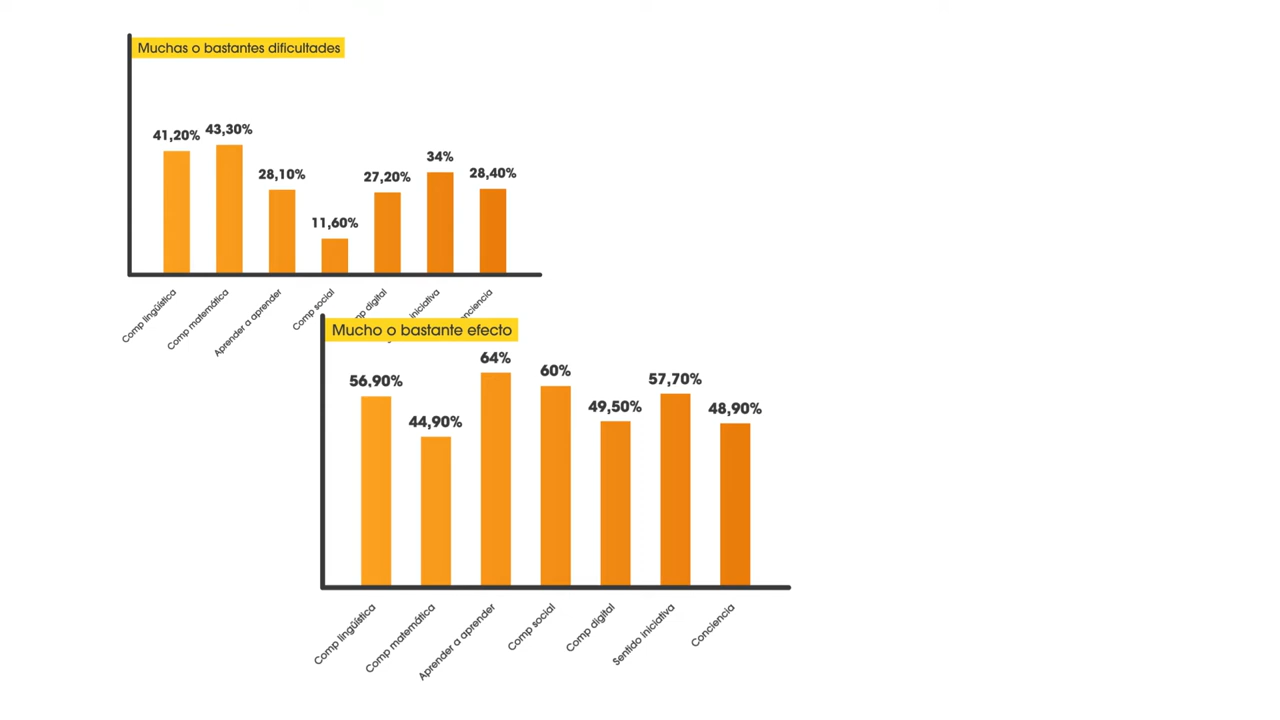 Muchas o bastantes dificultades
41,20%
43,30%
28,10%
11,60%
27,20%
34%
28,40%
Comp lingüística
Comp matemática
Aprender a aprender
Comp social
digital
iniciativa
Mucho o bastante efecto
56,90%
44,90%
64%
60%
49,50%
57,70%
48,90%
Comp lingüística
Comp matemática
Aprender a aprender
Comp social
Comp digital
Sentido iniciativa
Conciencia